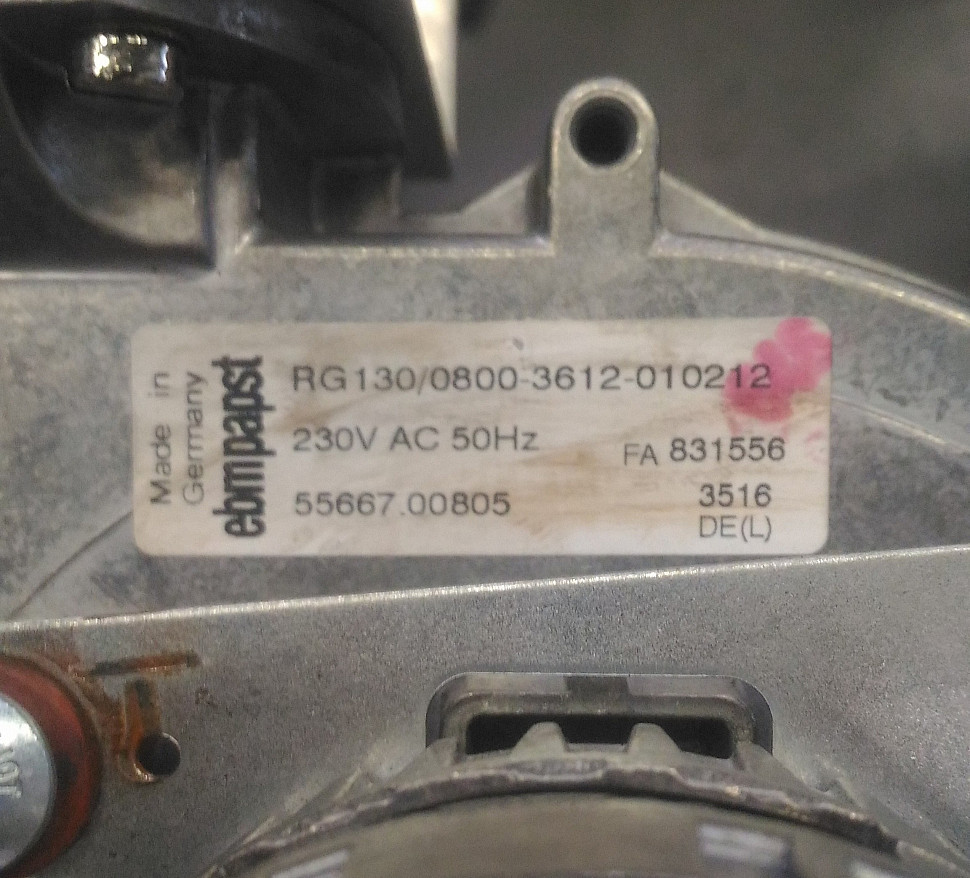 Made in
Germany
ebmpapst
RG130/0800-3612-010212
230V AC 50Hz
FA 831556
55667.00805
3516
DE(L)